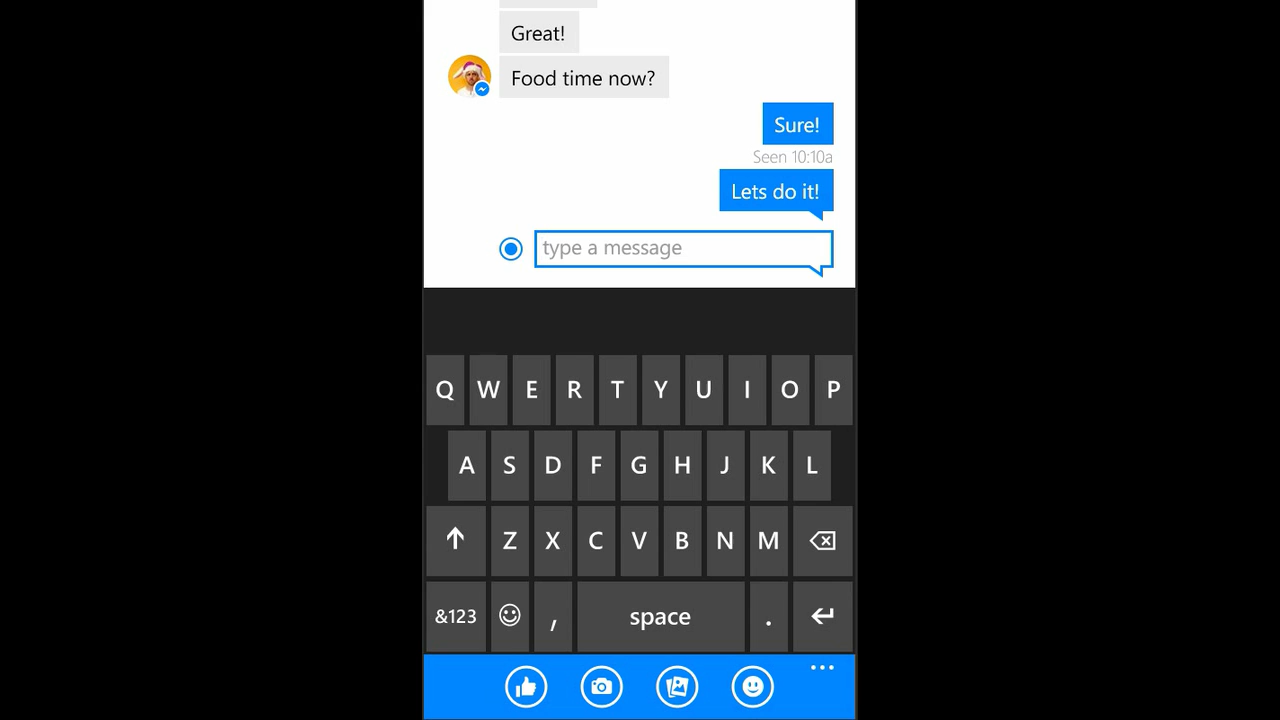 Great!
Food time now?
Sure!
Seen 10:10a
Lets do it!
type a message
Q W E R T Y U I O P
A S D F G H J K L
Z X C V B N M
&123 , space .